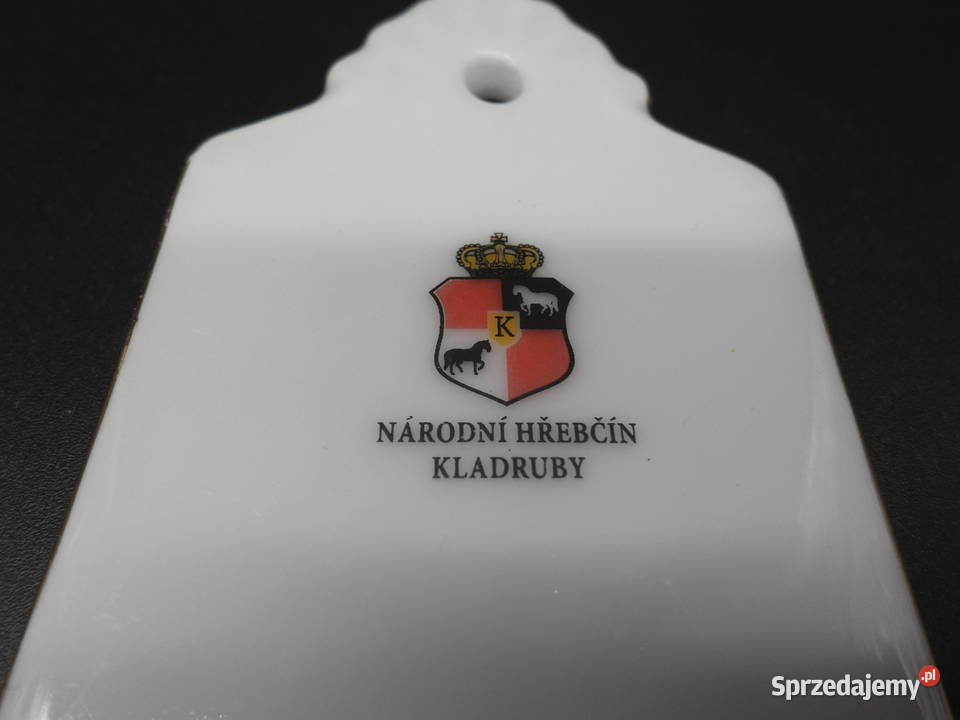 K
NÁRODNÍ HŘEBČÍN
KLADRUBY
Sprzedajemy.pl